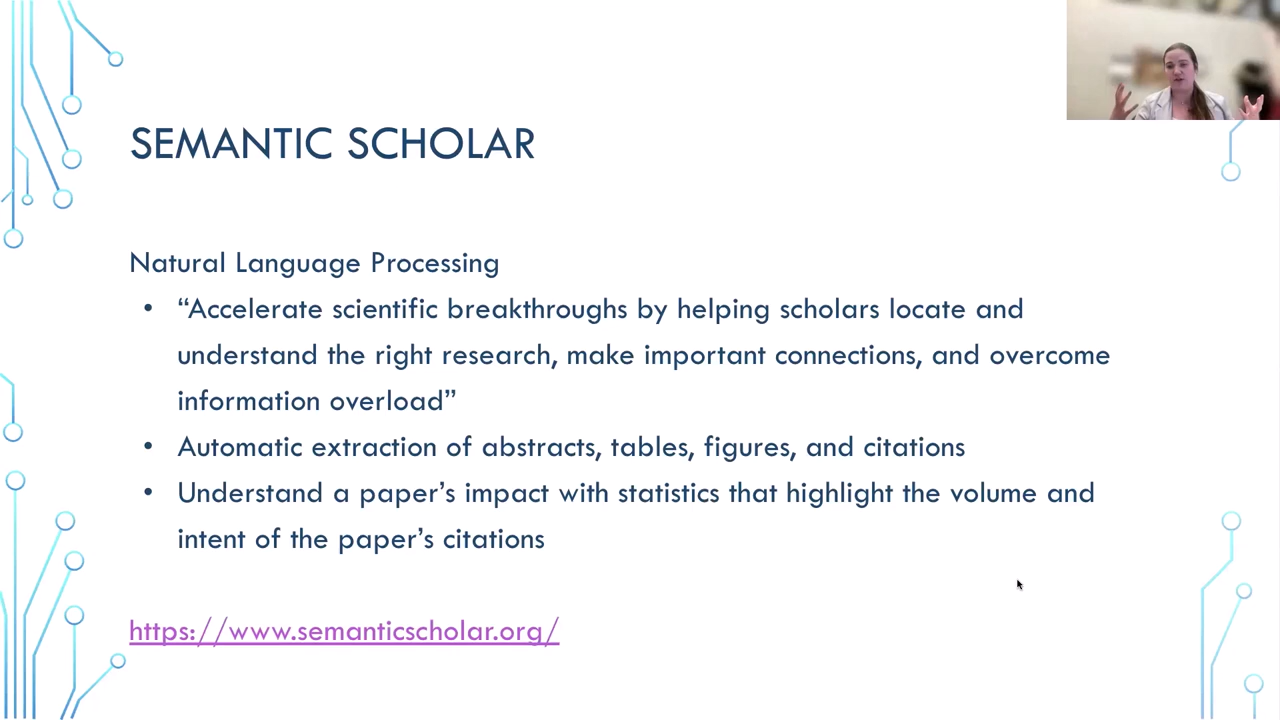 SEMANTIC SCHOLAR
Natural Language Processing
• “Accelerate scientific breakthroughs by helping scholars locate and
understand the right research, make important connections, and overcome
information overload”
• Automatic extraction of abstracts, tables, figures, and citations
• Understand a paper’s impact with statistics that highlight the volume and
intent of the paper’s citations
https://www.semanticscholar.org/